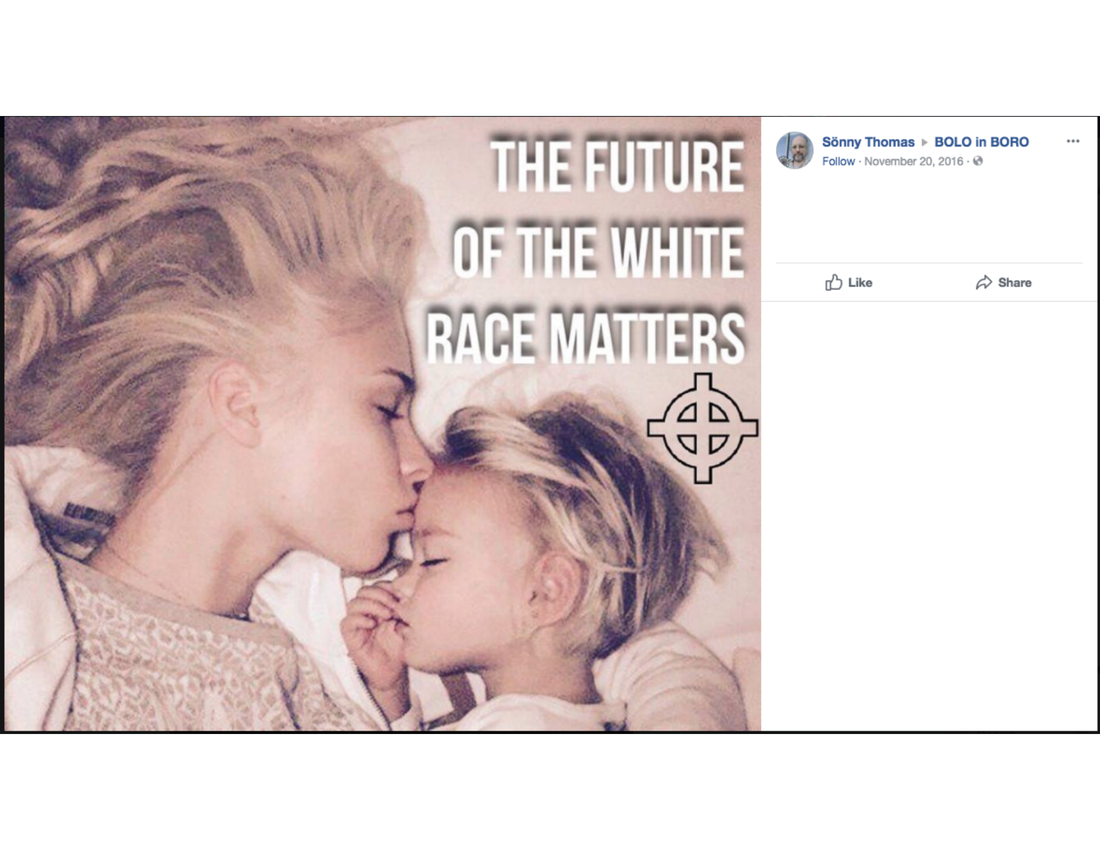 THE FUTURE
OF THE WHITE
RACE MATTERS
Sönny Thomas ▸ BOLO in BORO
Follow · November 20, 2016 ·
Like Share